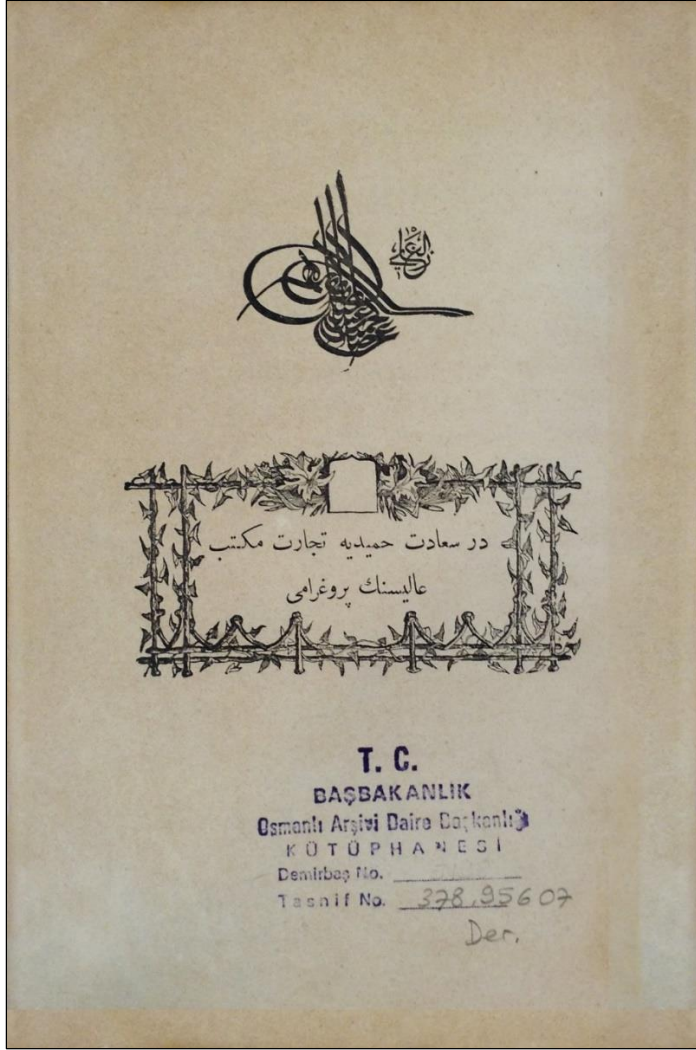 در سعادت حمیدیه تجارت مكتب
عالیسنك پروغرامی
T. C.
BAŞBAKANLIK
Osmanlı Arşivi Daire Başkanlığı
KÜTÜPHANESİ
Demirbaş No.
Tasnif No. 378.95607
Der.